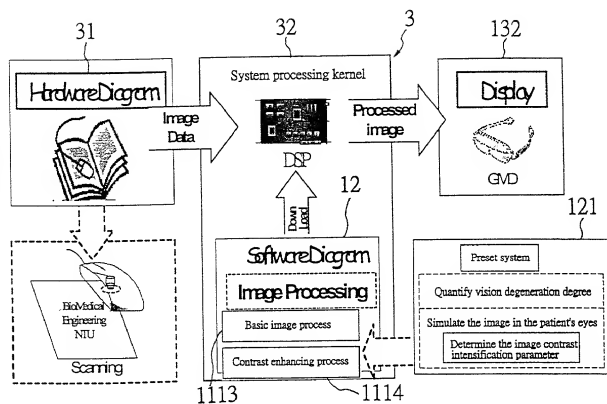 31
32
3
132
HardwareDiagram
Image
Data
System processing kernel
DSP
Processed
image
Display
GMD
Down
Load
12
121
SoftwareDiagram
Image Processing
Basic image process
Contrast enhancing process
Preset system
Quantify vision degeneration degree
Simulate the image in the patient's eyes
Determine the image contrast
intensification parameter
BioMedical
Engineering
NTU
Scanning
1113
1114